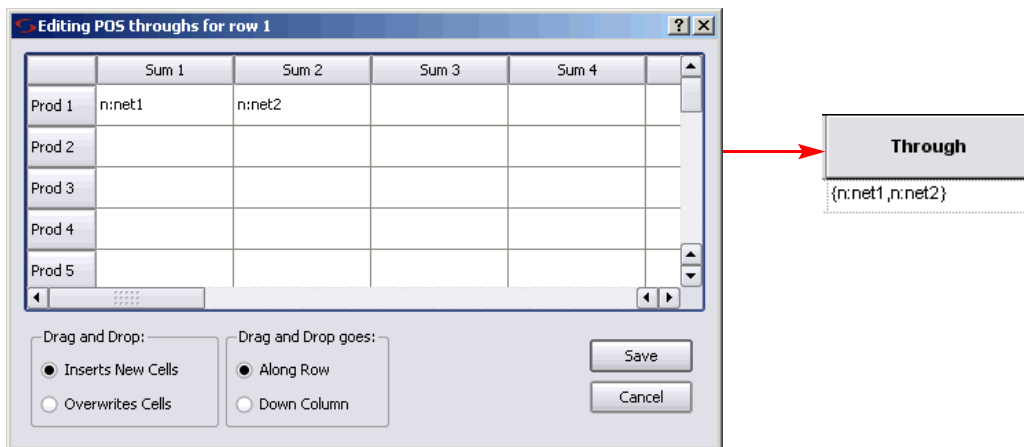 Editing POS throughs for row 1
Sum 1 Sum 2 Sum 3 Sum 4
Prod 1 n:net1 n:net2
Prod 2
Prod 3
Prod 4
Prod 5
Drag and Drop:
Inserts New Cells
Overwrites Cells
Drag and Drop goes:
Along Row
Down Column
Save
Cancel
Through
{n:net1,n:net2}